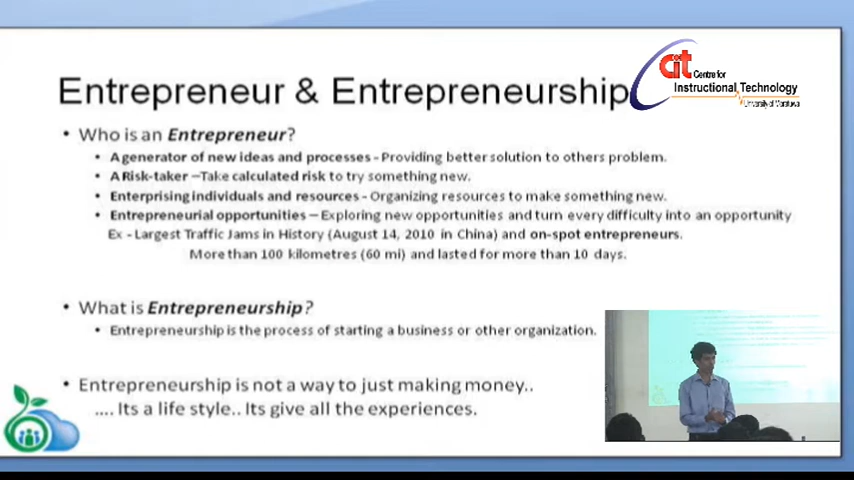 Entrepreneur & Entrepreneurship
cit Centre for
Instructional Technology
University of Moratuwa
• Who is an Entrepreneur?
• A generator of new ideas and processes - Providing better solution to others problem.
• A Risk-taker –Take calculated risk to try something new.
• Enterprising individuals and resources - Organizing resources to make something new.
• Entrepreneurial opportunities – Exploring new opportunities and turn every difficulty into an opportunity
Ex - Largest Traffic Jams in History (August 14, 2010 in China) and on-spot entrepreneurs.
More than 100 kilometres (60 mi) and lasted for more than 10 days.
• What is Entrepreneurship?
• Entrepreneurship is the process of starting a business or other organization.
• Entrepreneurship is not a way to just making money..
.... Its a life style.. Its give all the experiences.